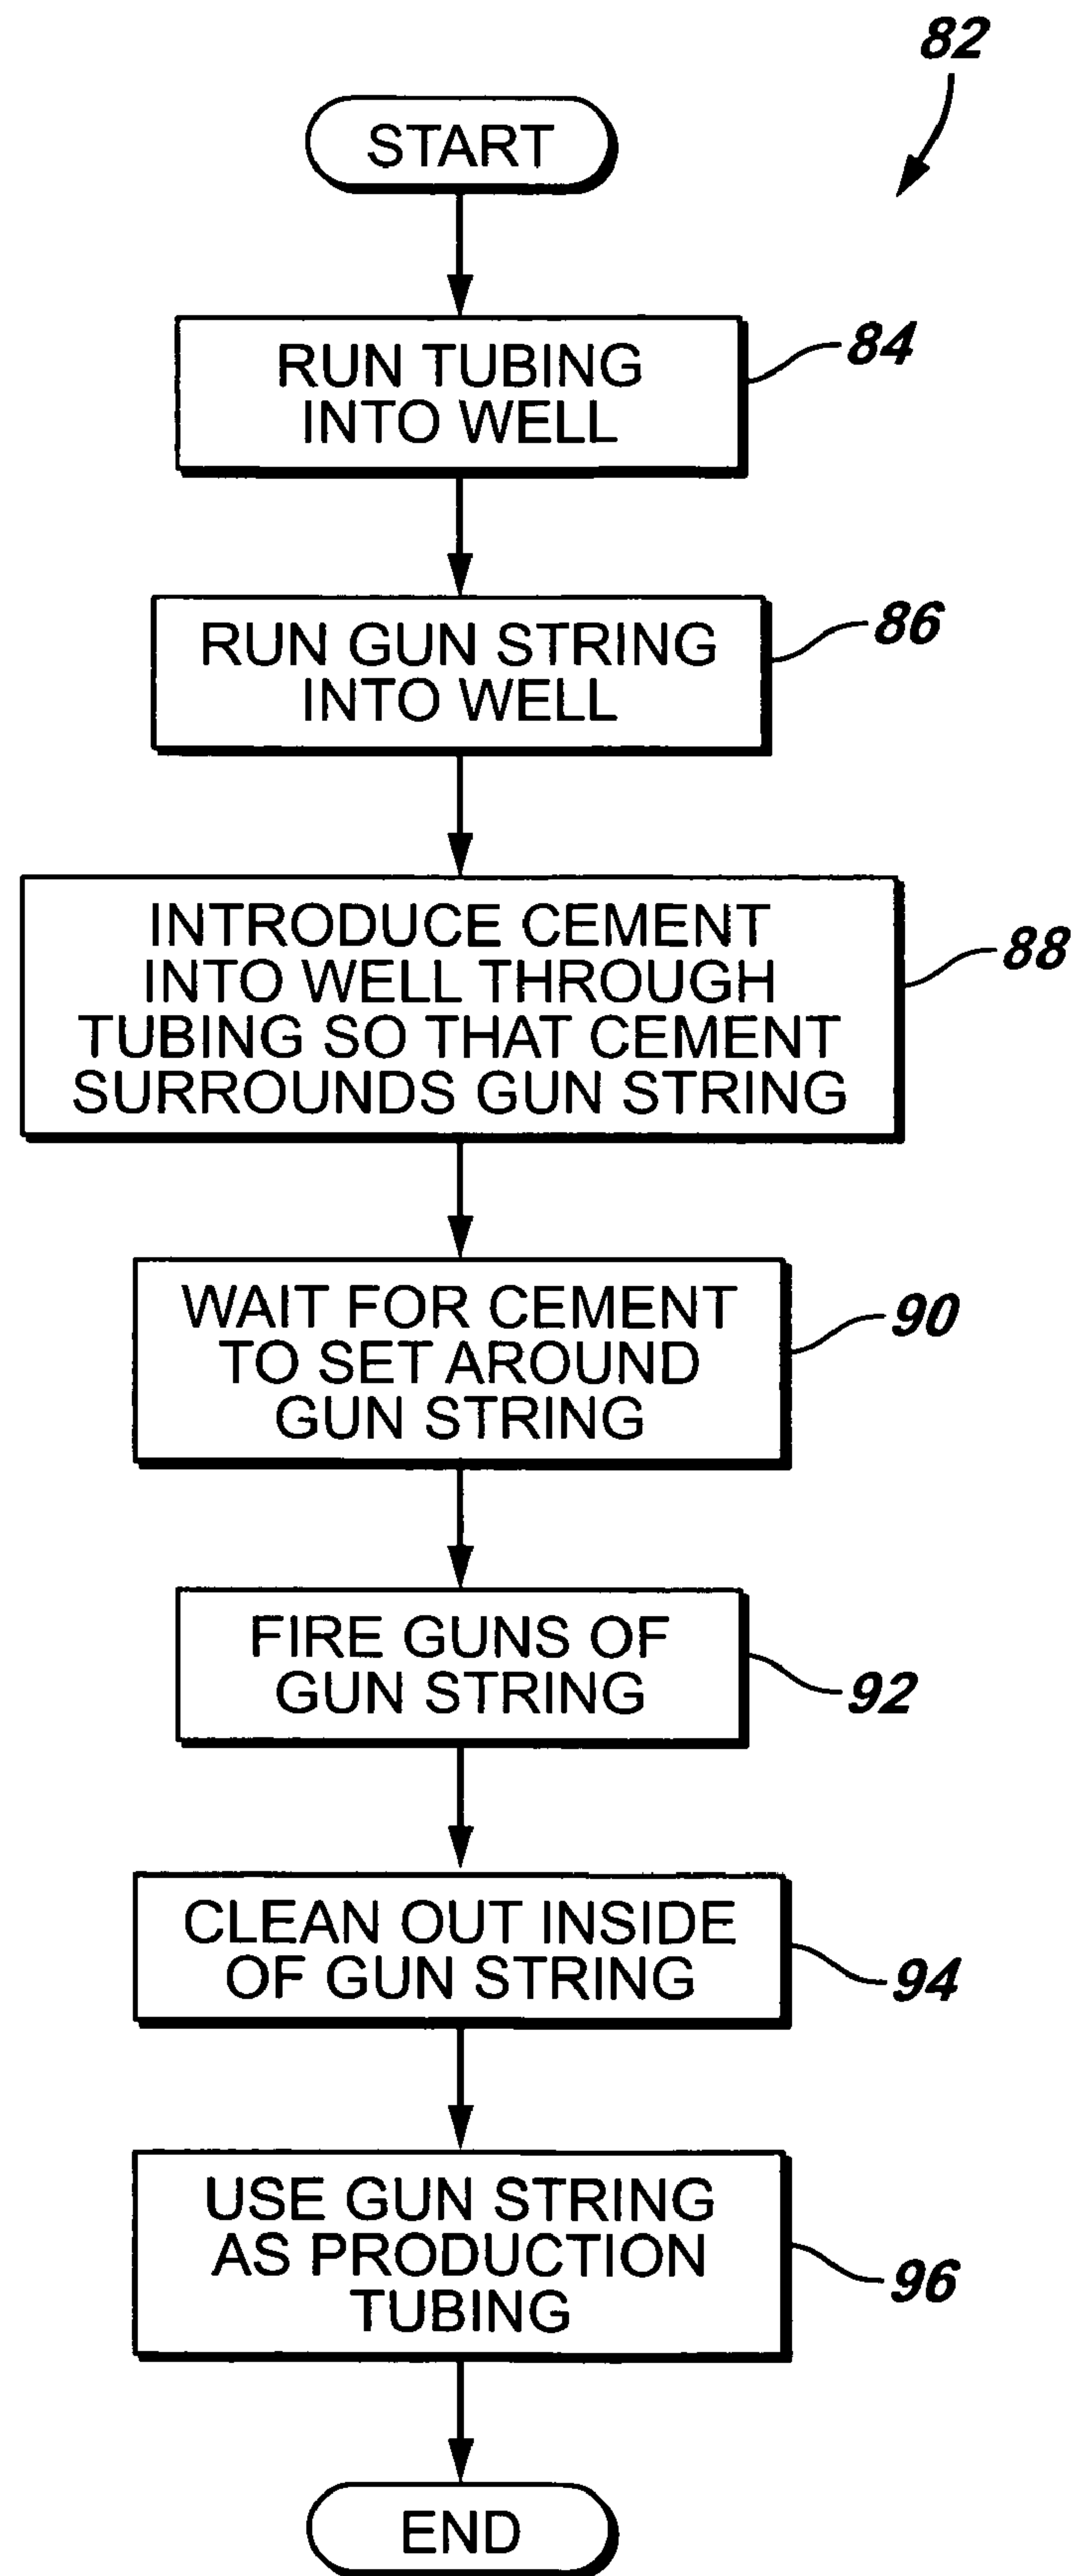 82
START
RUN TUBING
INTO WELL
84
RUN GUN STRING
INTO WELL
86
INTRODUCE CEMENT
INTO WELL THROUGH
TUBING SO THAT CEMENT
SURROUNDS GUN STRING
88
WAIT FOR CEMENT
TO SET AROUND
GUN STRING
90
FIRE GUNS OF
GUN STRING
92
CLEAN OUT INSIDE
OF GUN STRING
94
USE GUN STRING
AS PRODUCTION
TUBING
96
END